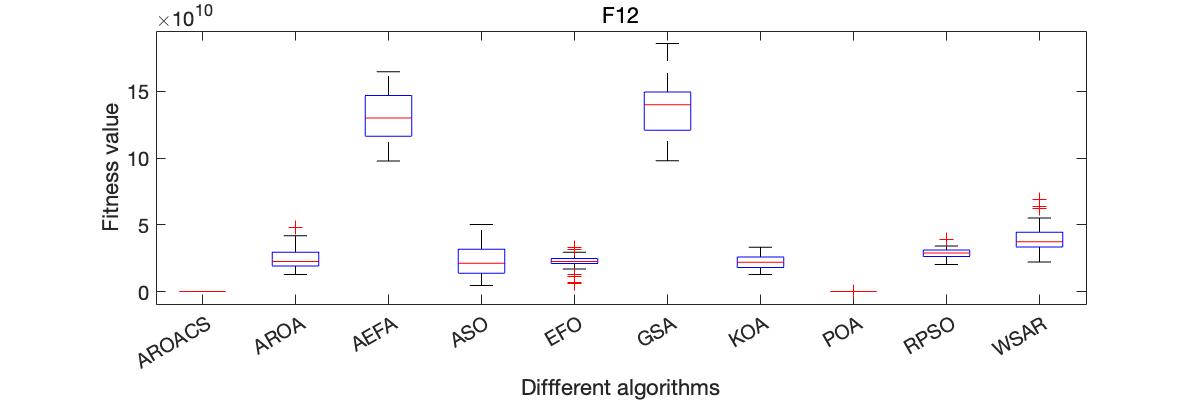 F12
×10^10
15
10
5
0
Fitness value
AROACS AROA AEFA ASO EFO GSA KOA POA RPSO WSAR
Diffferent algorithms